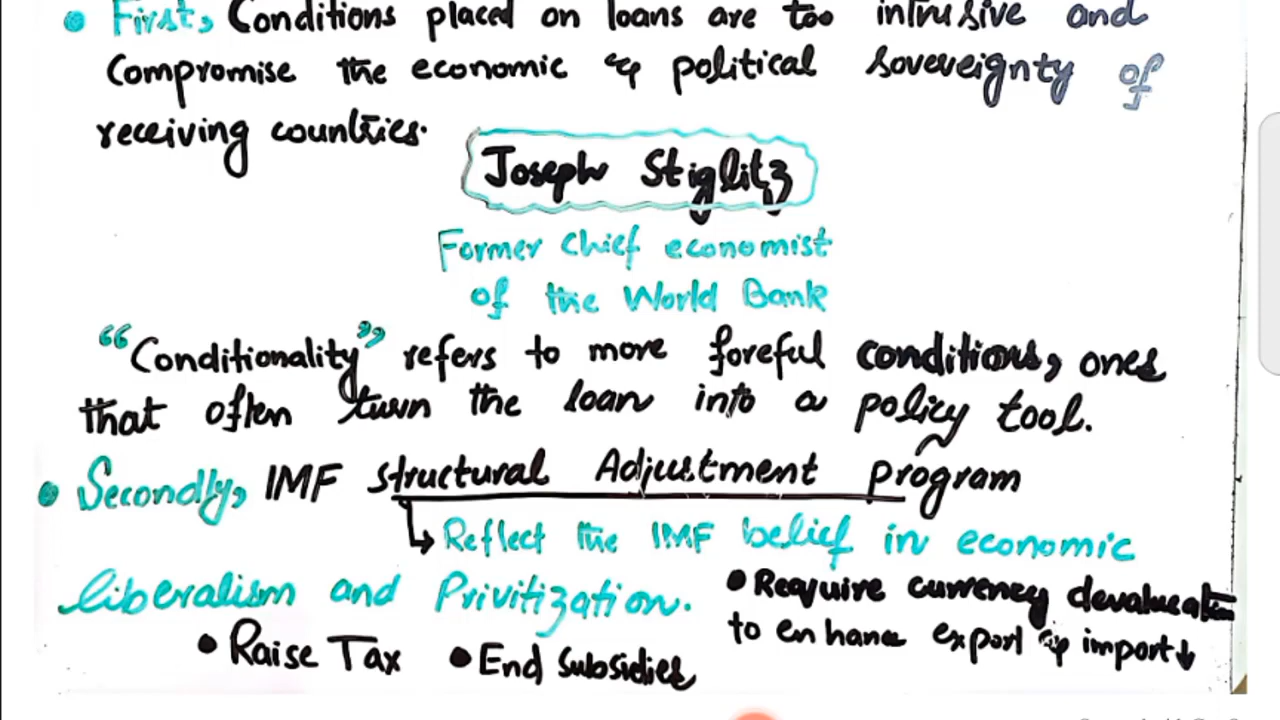 • First, Conditions placed on loans are too intrusive and
Compromise the economic & political sovereignty of
receiving countries.
Joseph Stiglitz
Former Chief economist
of the World Bank
"Conditionality" refers to more foreful conditions, ones
that often turn the loan into a policy tool.
• Secondly, IMF structural Adjustment program
↳ Reflect the IMF belief in economic
liberalism and Privitization.
• Require currency devaluation
to enhance export & import ↓
• Raise Tax • End Subsidies